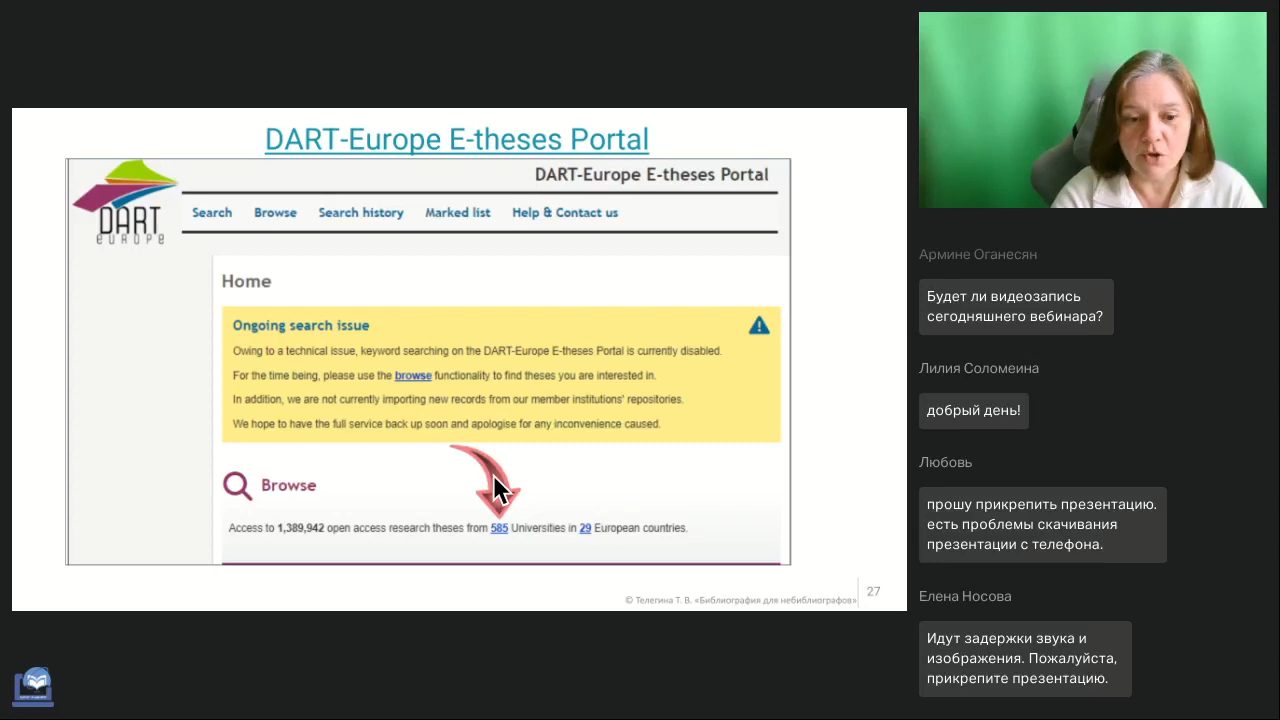 DART-Europe E-theses Portal
DART
EUROPE
DART-Europe E-theses Portal
Search Browse Search history Marked list Help & Contact us
Home
Ongoing search issue
Owing to a technical issue, keyword searching on the DART-Europe E-theses Portal is currently disabled.
For the time being, please use the browse functionality to find theses you are interested in.
In addition, we are not currently importing new records from our member institutions' repositories.
We hope to have the full service back up soon and apologise for any inconvenience caused.
Browse
Access to 1,389,942 open access research theses from 585 Universities in 29 European countries.
© Телегина Т. В. «Библиография для небиблиографов»
27
Армине Оганесян
Будет ли видеозапись
сегодняшнего вебинара?
Лилия Соломеина
добрый день!
Любовь
прошу прикрепить презентацию.
есть проблемы скачивания
презентации с телефона.
Елена Носова
Идут задержки звука и
изображения. Пожалуйста,
прикрепите презентацию.